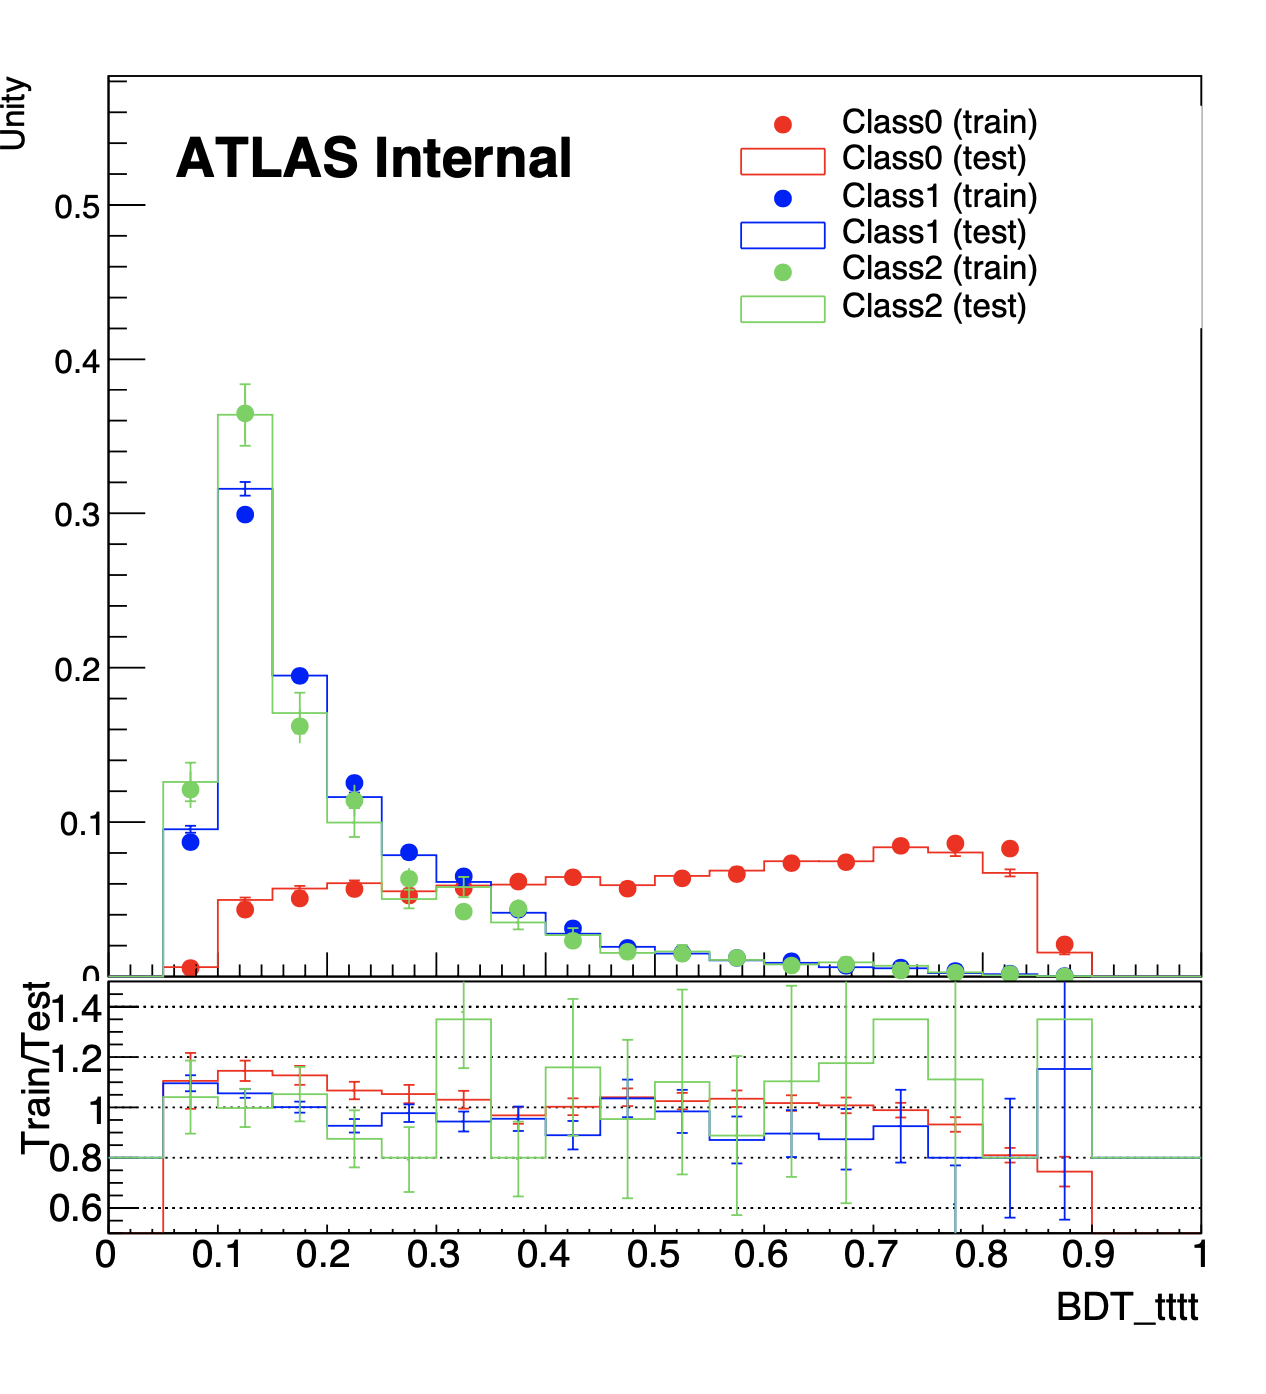 Unity
ATLAS Internal
Class0 (train)
Class0 (test)
Class1 (train)
Class1 (test)
Class2 (train)
Class2 (test)
0.5
0.4
0.3
0.2
0.1
0
Train/Test
1.4
1.2
1
0.8
0.6
0 0.1 0.2 0.3 0.4 0.5 0.6 0.7 0.8 0.9 1
BDT_tttt